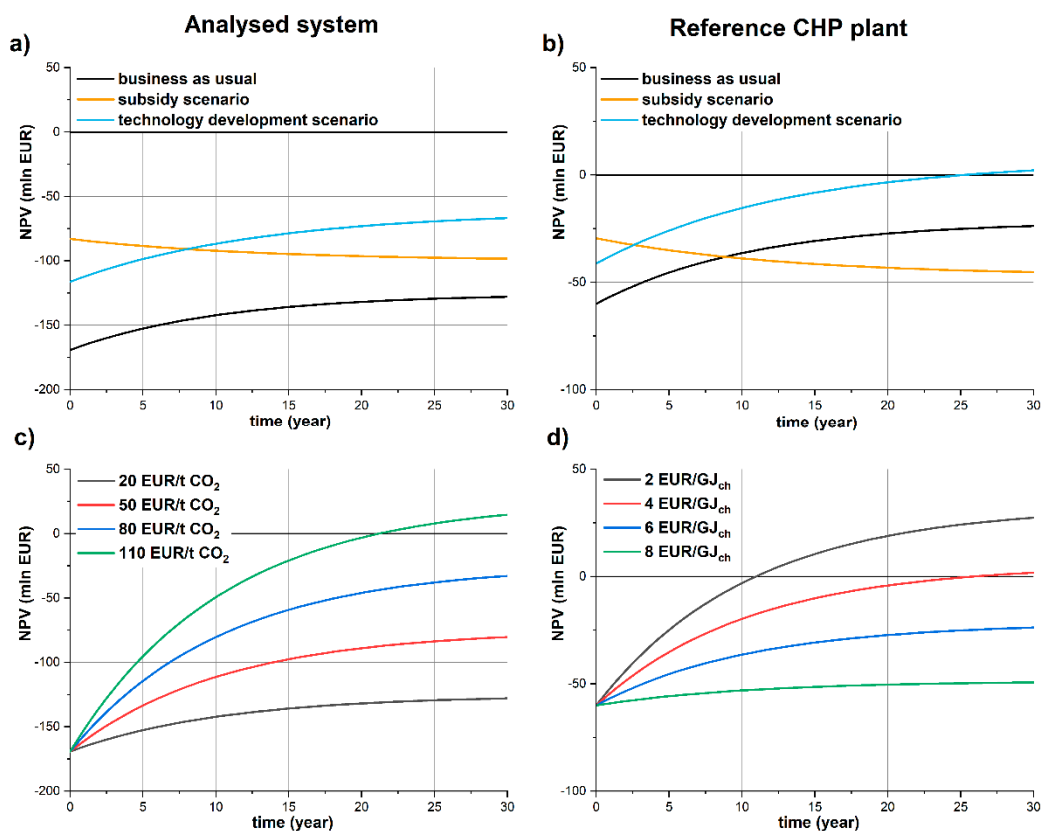 Analysed system
Reference CHP plant
a)
business as usual
subsidy scenario
technology development scenario
NPV (mln EUR)
50
0
-50
-100
-150
-200
0 5 10 15 20 25 30
time (year)
b)
business as usual
subsidy scenario
technology development scenario
NPV (mln EUR)
50
0
-50
-100
0 5 10 15 20 25 30
time (year)
c)
20 EUR/t CO₂
50 EUR/t CO₂
80 EUR/t CO₂
110 EUR/t CO₂
NPV (mln EUR)
50
0
-50
-100
-150
-200
0 5 10 15 20 25 30
time (year)
d)
2 EUR/GJch
4 EUR/GJch
6 EUR/GJch
8 EUR/GJch
NPV (mln EUR)
50
0
-50
-100
0 5 10 15 20 25 30
time (year)